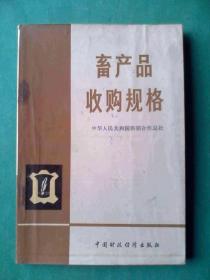 畜产品
收购规格
中华人民共和国供销合作总社
中国财政经济出版社